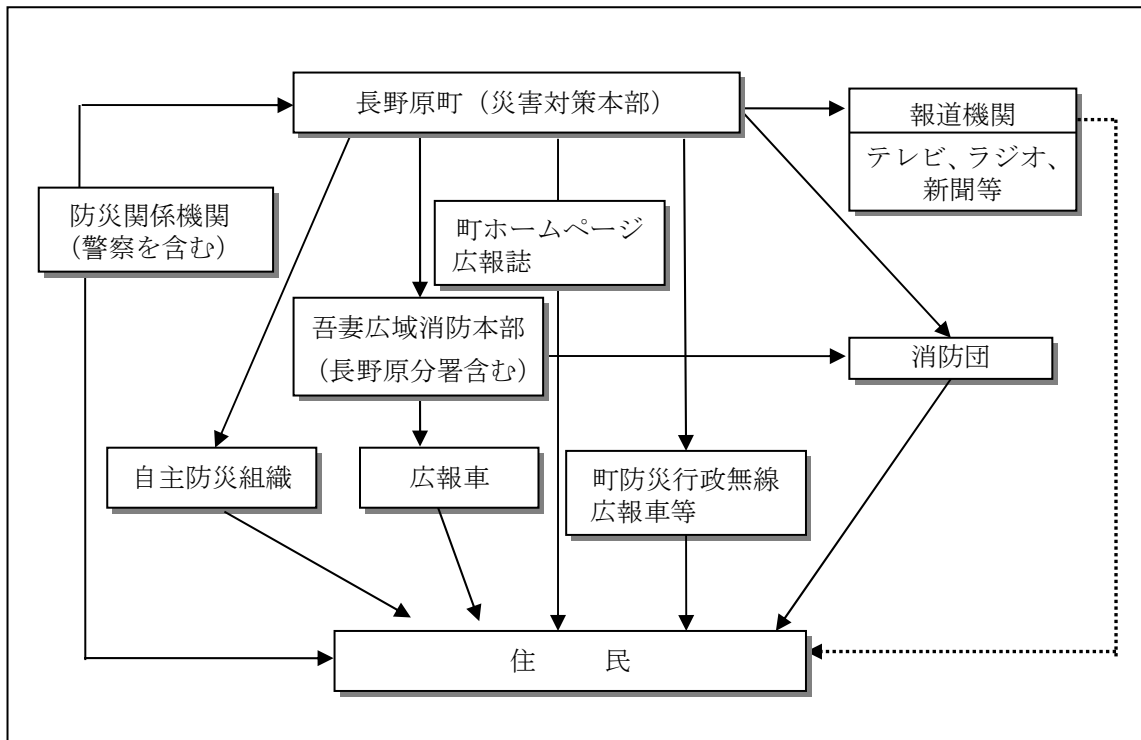 長野原町（災害対策本部）
報道機関
テレビ、ラジオ、
新聞等
防災関係機関
（警察を含む）
町ホームページ
広報誌
吾妻広域消防本部
（長野原分署含む）
消防団
自主防災組織
広報車
町防災行政無線
広報車等
住　　民